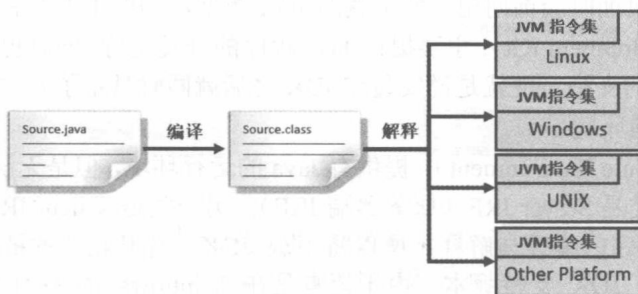 Source.java
编译
Source.class
解释
JVM 指令集
Linux
JVM指令集
Windows
JVM指令集
UNIX
JVM指令集
Other Platform